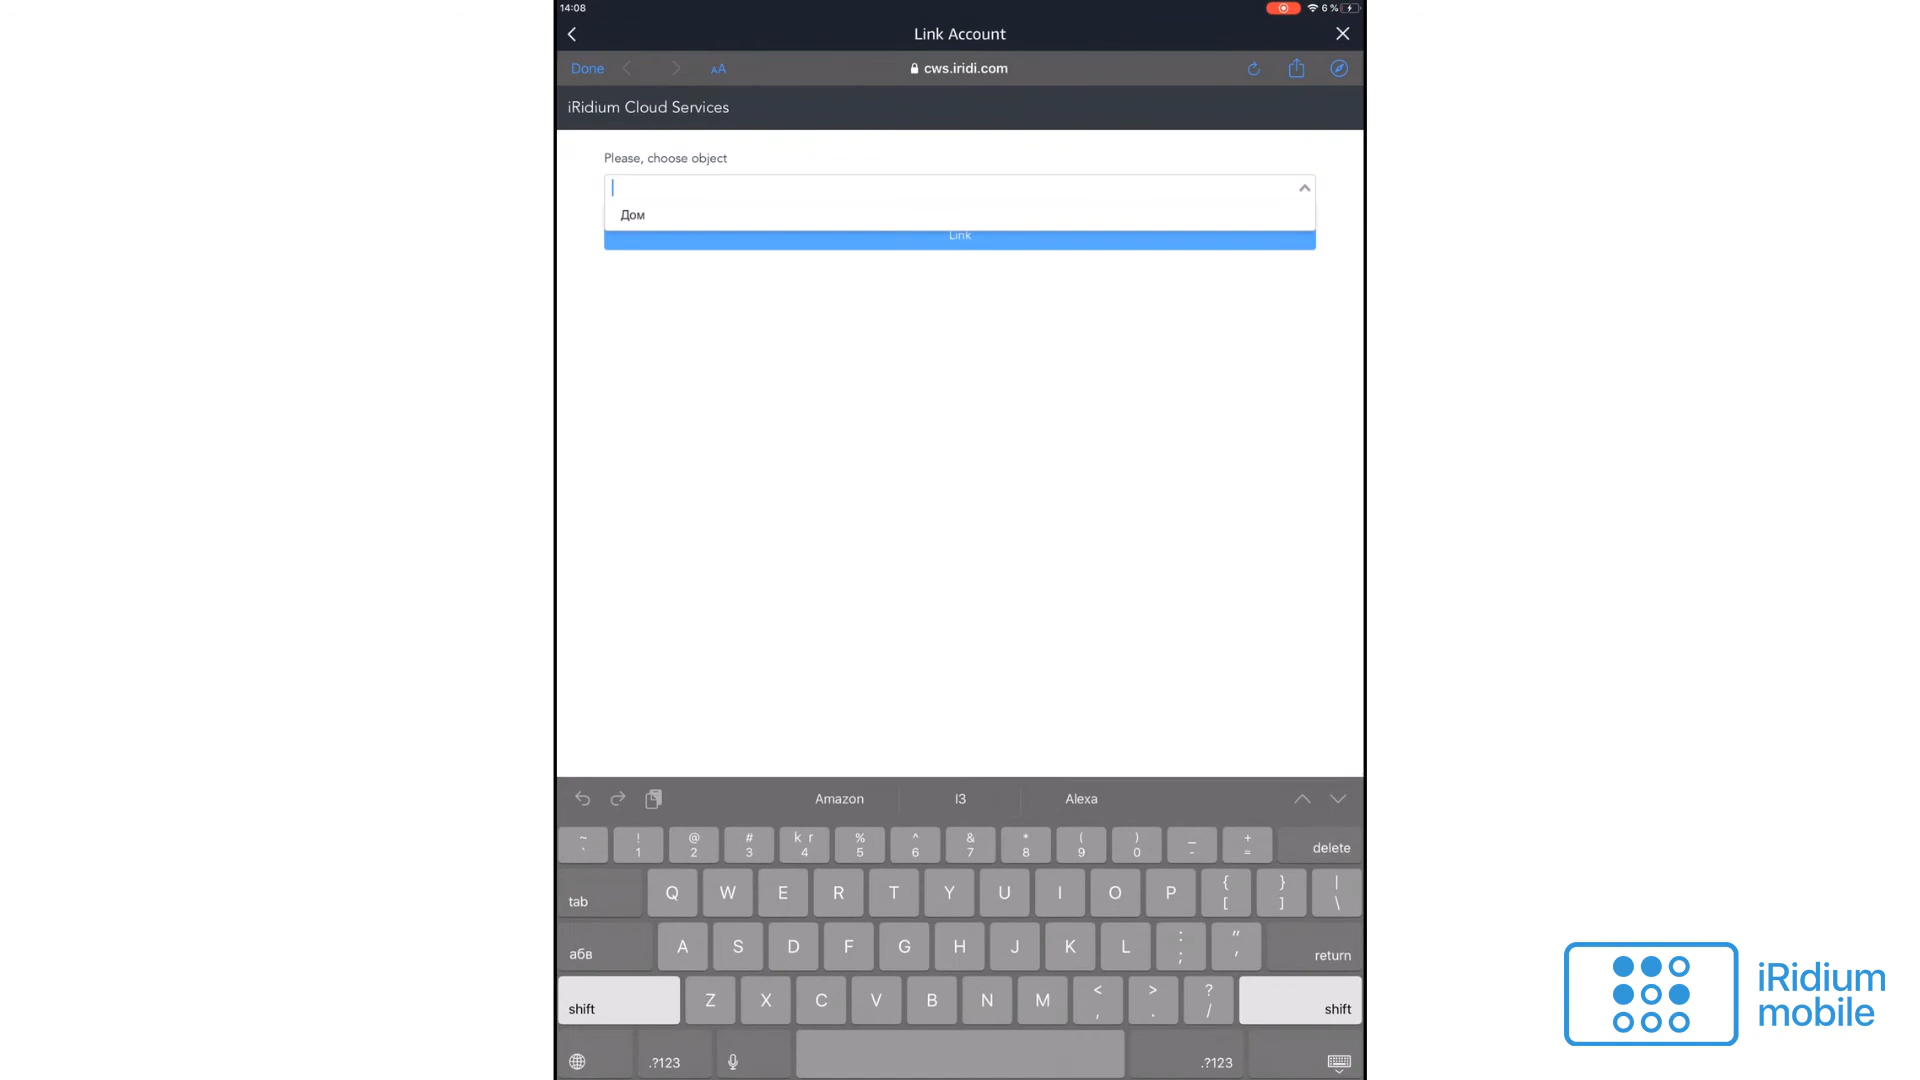 14:08
6 %
Link Account
Done
AA
cws.iridi.com
iRidium Cloud Services
Please, choose object
Дом
Link
Amazon
I3
Alexa
~ ! @ # k r % ^ & * ( ) _ +
` 1 2 3 4 5 6 7 8 9 0 - = delete
tab Q W E R T Y U I O P { } |
[ ] \
абв A S D F G H J K L : "
; ' return
shift Z X C V B N M < > ?
, . / shift
.?123 .?123
iRidium
mobile